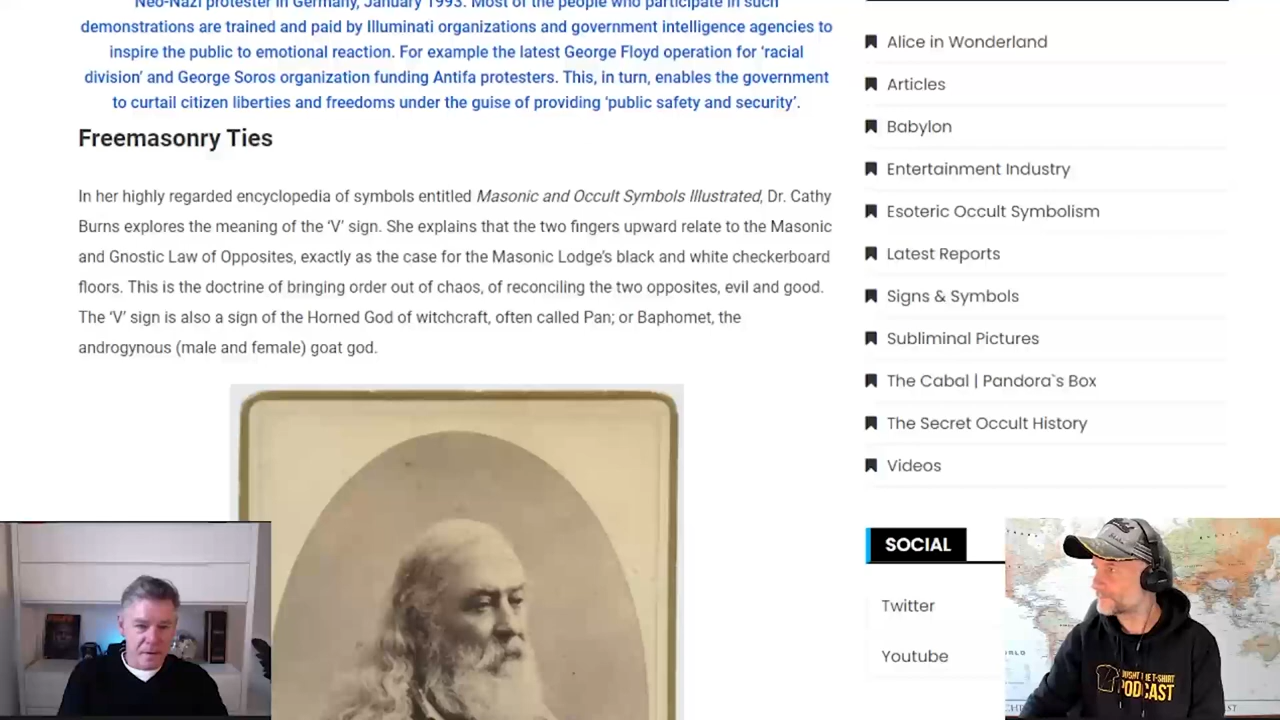 Neo-Nazi protester in Germany, January 1993. Most of the people who participate in such
demonstrations are trained and paid by Illuminati organizations and government intelligence agencies to
inspire the public to emotional reaction. For example the latest George Floyd operation for ‘racial
division’ and George Soros organization funding Antifa protesters. This, in turn, enables the government
to curtail citizen liberties and freedoms under the guise of providing ‘public safety and security’.
Freemasonry Ties
In her highly regarded encyclopedia of symbols entitled Masonic and Occult Symbols Illustrated, Dr. Cathy
Burns explores the meaning of the ‘V’ sign. She explains that the two fingers upward relate to the Masonic
and Gnostic Law of Opposites, exactly as the case for the Masonic Lodge’s black and white checkerboard
floors. This is the doctrine of bringing order out of chaos, of reconciling the two opposites, evil and good.
The ‘V’ sign is also a sign of the Horned God of witchcraft, often called Pan; or Baphomet, the
androgynous (male and female) goat god.
Alice in Wonderland
Articles
Babylon
Entertainment Industry
Esoteric Occult Symbolism
Latest Reports
Signs & Symbols
Subliminal Pictures
The Cabal | Pandora`s Box
The Secret Occult History
Videos
SOCIAL
Twitter
Youtube
THE T-SHIRT
PODCAST